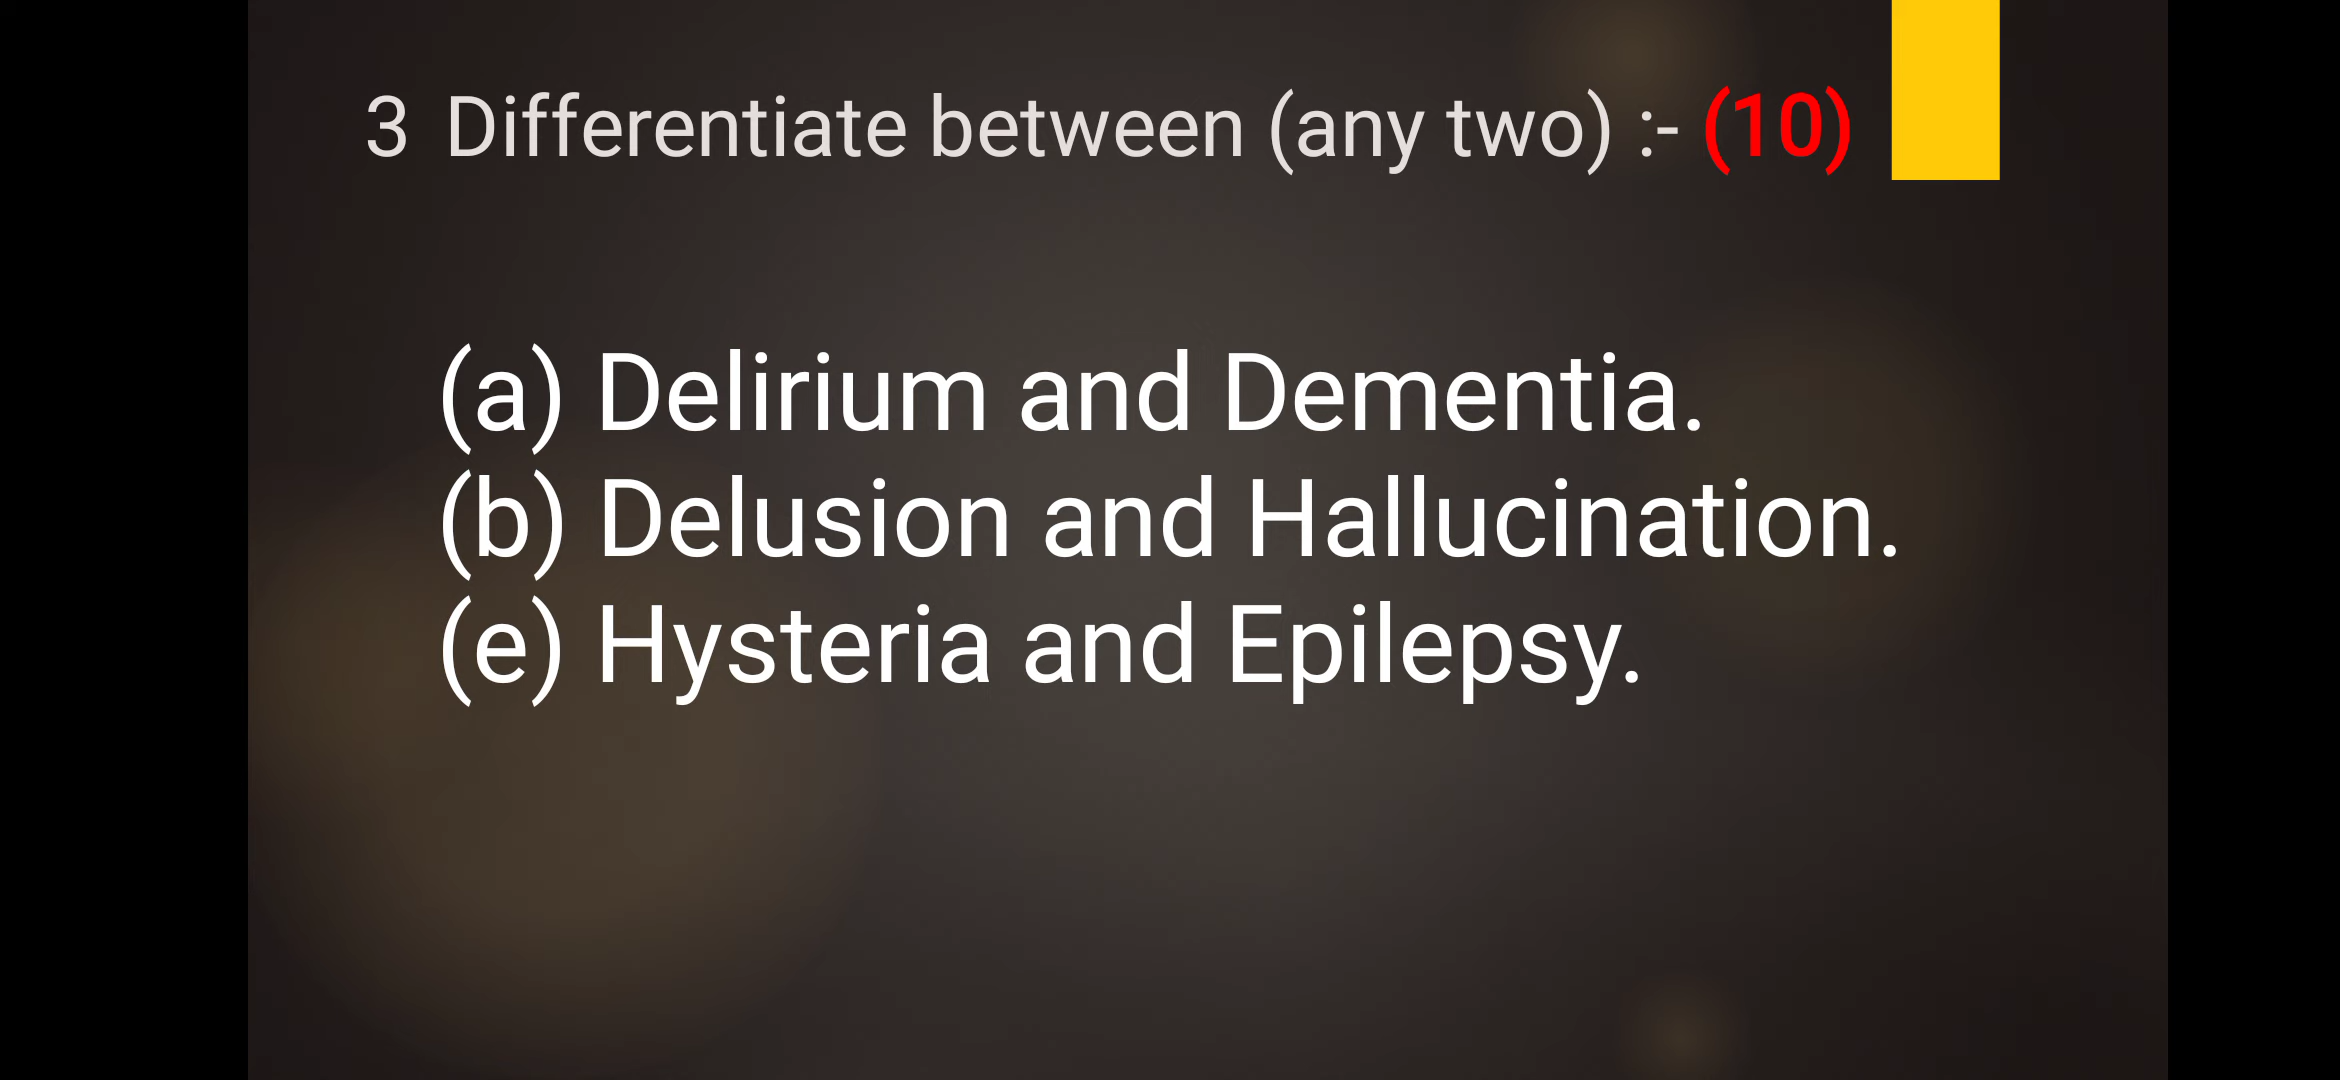 3 Differentiate between (any two) :- (10)
(a) Delirium and Dementia.
(b) Delusion and Hallucination.
(e) Hysteria and Epilepsy.